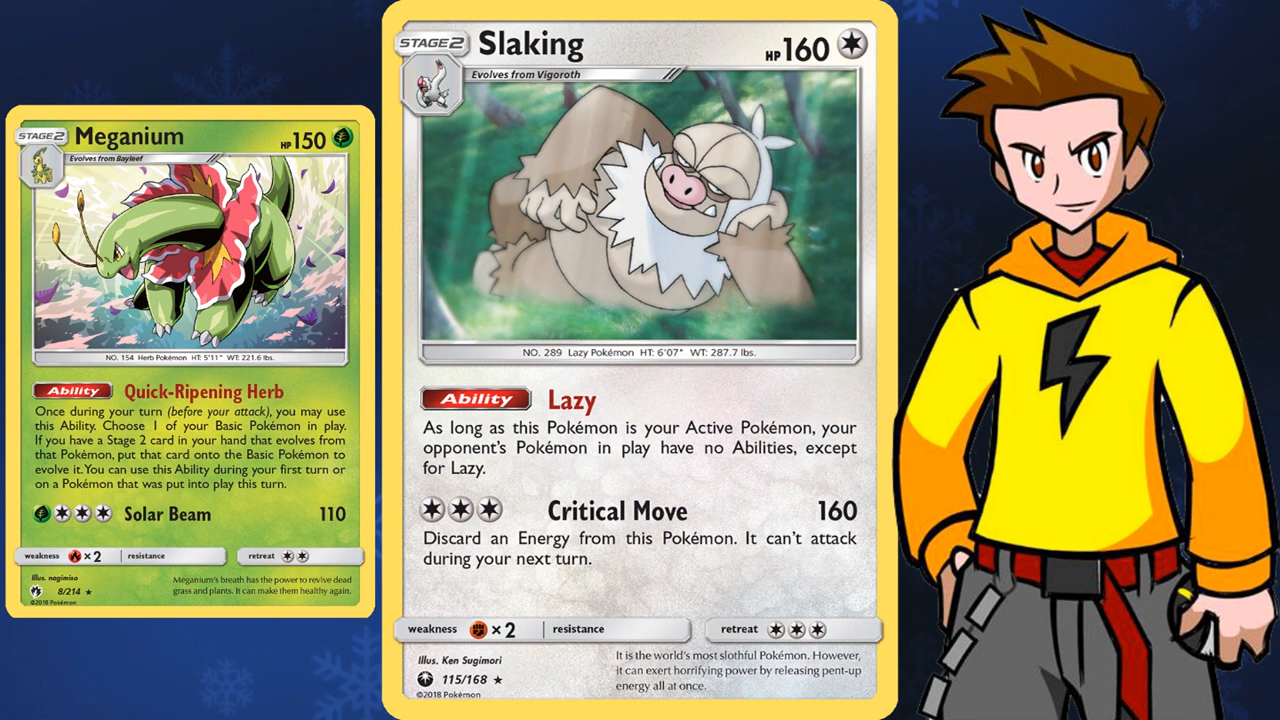 STAGE2 Meganium HP150
Evolves from Bayleef
NO. 154 Herb Pokémon HT: 5'11" WT: 221.6 lbs.
Ability Quick-Ripening Herb
Once during your turn (before your attack), you may use
this Ability. Choose 1 of your Basic Pokémon in play.
If you have a Stage 2 card in your hand that evolves from
that Pokémon, put that card onto the Basic Pokémon to
evolve it. You can use this Ability during your first turn or
on a Pokémon that was put into play this turn.
Solar Beam 110
weakness ×2 resistance retreat
Illus. nagimiso
8/214 ★
©2018 Pokémon
Meganium's breath has the power to revive dead
grass and plants. It can make them healthy again.
STAGE2 Slaking HP160
Evolves from Vigoroth
NO. 289 Lazy Pokémon HT: 6'07" WT: 287.7 lbs.
Ability Lazy
As long as this Pokémon is your Active Pokémon, your
opponent's Pokémon in play have no Abilities, except
for Lazy.
Critical Move 160
Discard an Energy from this Pokémon. It can't attack
during your next turn.
weakness ×2 resistance retreat
Illus. Ken Sugimori
115/168 ★
©2018 Pokémon
It is the world's most slothful Pokémon. However,
it can exert horrifying power by releasing pent-up
energy all at once.